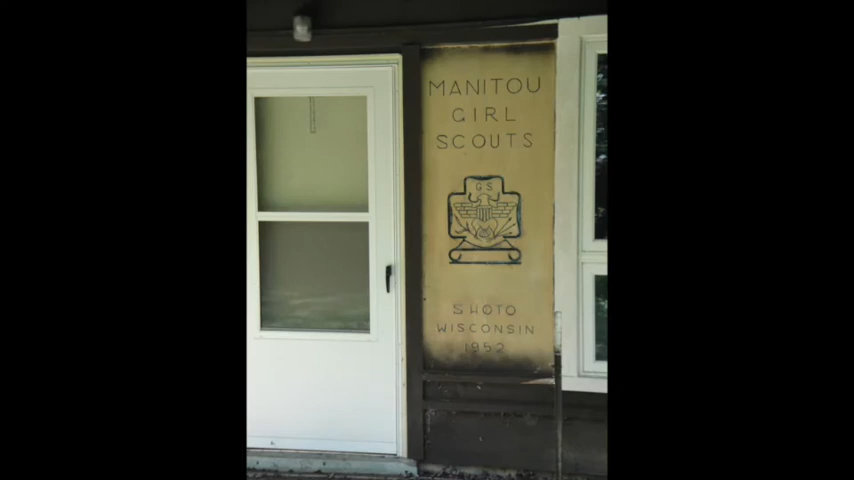 MANITOU
GIRL
SCOUTS
GS
SHOTO
WISCONSIN
1952